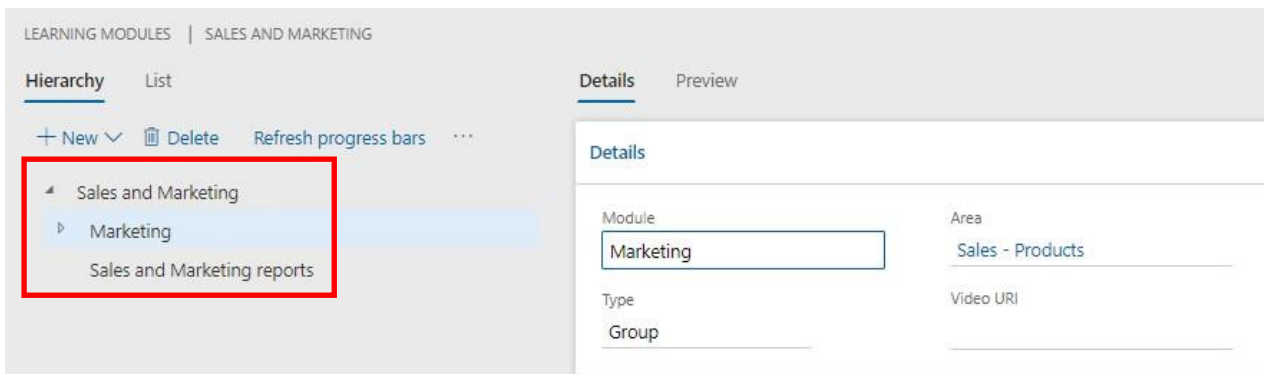 LEARNING MODULES | SALES AND MARKETING
Hierarchy List
Details Preview
+ New Delete Refresh progress bars ...
Details
Sales and Marketing
Marketing
Sales and Marketing reports
Module
Marketing
Area
Sales - Products
Type
Group
Video URI